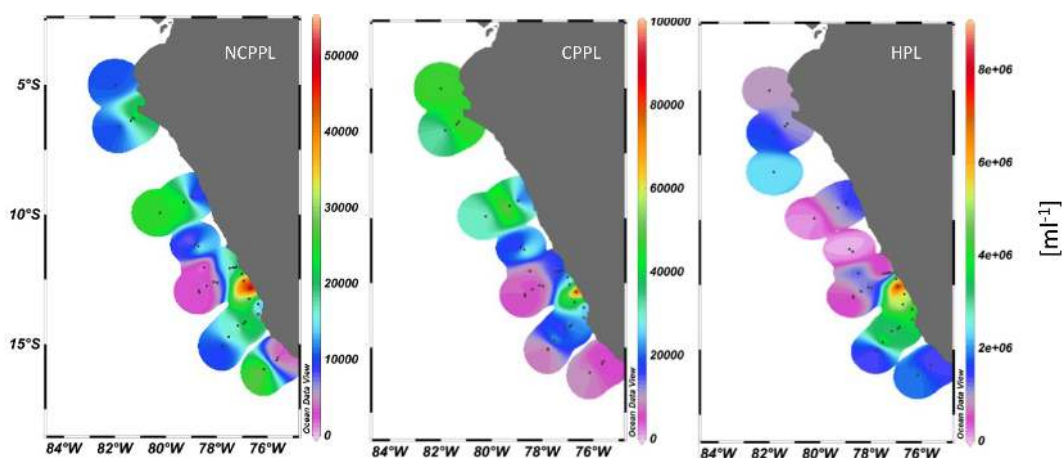 NCPPL
50000
40000
30000
20000
10000
0
5°S
10°S
15°S
84°W 82°W 80°W 78°W 76°W
Ocean Data View
CPPL
100000
80000
60000
40000
20000
0
84°W 82°W 80°W 78°W 76°W
Ocean Data View
HPL
8e+06
6e+06
4e+06
2e+06
0
84°W 82°W 80°W 78°W 76°W
Ocean Data View
[ml-1]